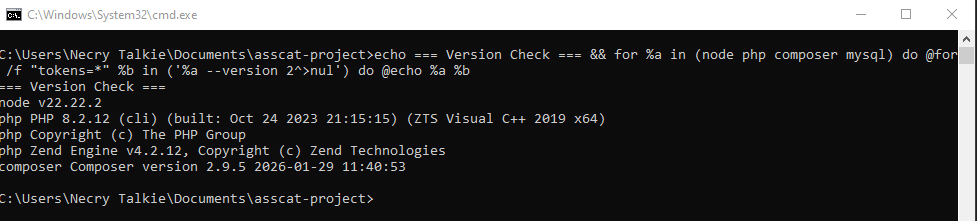 C:\Windows\System32\cmd.exe
C:\Users\Necry Talkie\Documents\asscat-project>echo === Version Check === && for %a in (node php composer mysql) do @for
/f "tokens=*" %b in ('%a --version 2^>nul') do @echo %a %b
=== Version Check ===
node v22.22.2
php PHP 8.2.12 (cli) (built: Oct 24 2023 21:15:15) (ZTS Visual C++ 2019 x64)
php Copyright (c) The PHP Group
php Zend Engine v4.2.12, Copyright (c) Zend Technologies
composer Composer version 2.9.5 2026-01-29 11:40:53
C:\Users\Necry Talkie\Documents\asscat-project>